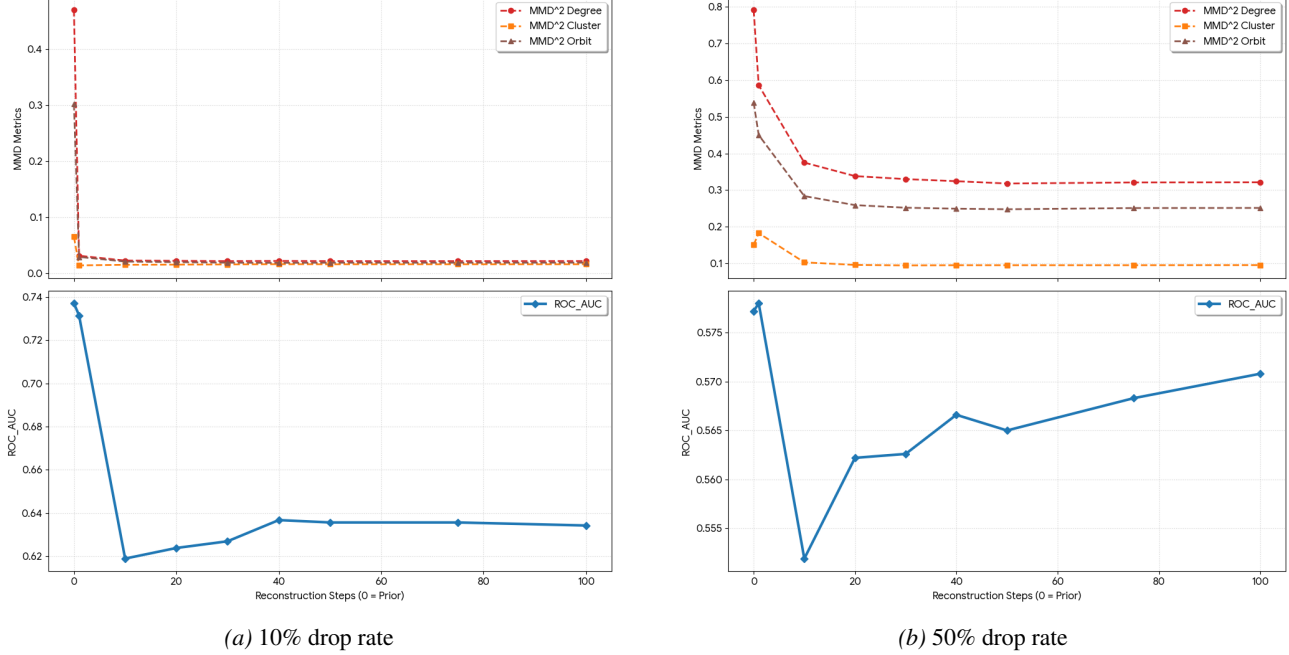 MMD^2 Degree
MMD^2 Cluster
MMD^2 Orbit
MMD Metrics
0.4
0.3
0.2
0.1
0.0
ROC_AUC
ROC_AUC
0.74
0.72
0.70
0.68
0.66
0.64
0.62
0
20
40
60
80
100
Reconstruction Steps (0 = Prior)
(a) 10% drop rate
MMD^2 Degree
MMD^2 Cluster
MMD^2 Orbit
MMD Metrics
0.8
0.7
0.6
0.5
0.4
0.3
0.2
0.1
ROC_AUC
ROC_AUC
0.575
0.570
0.565
0.560
0.555
0
20
40
60
80
100
Reconstruction Steps (0 = Prior)
(b) 50% drop rate